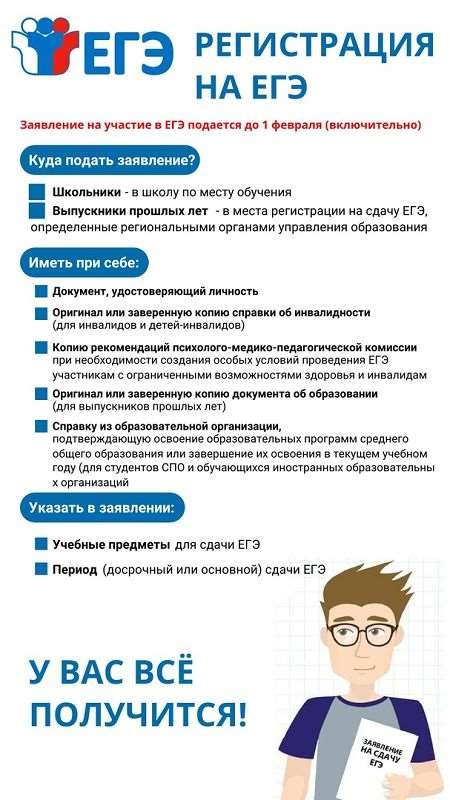 ЕГЭ
РЕГИСТРАЦИЯ
НА ЕГЭ
Заявление на участие в ЕГЭ подается до 1 февраля (включительно)
Куда подать заявление?
Школьники - в школу по месту обучения
Выпускники прошлых лет - в места регистрации на сдачу ЕГЭ,
определенные региональными органами управления образования
Иметь при себе:
Документ, удостоверяющий личность
Оригинал или заверенную копию справки об инвалидности
(для инвалидов и детей-инвалидов)
Копию рекомендаций психолого-медико-педагогической комиссии
при необходимости создания особых условий проведения ЕГЭ
участникам с ограниченными возможностями здоровья и инвалидам
Оригинал или заверенную копию документа об образовании
(для выпускников прошлых лет)
Справку из образовательной организации,
подтверждающую освоение образовательных программ среднего
общего образования или завершение их освоения в текущем учебном
году (для студентов СПО и обучающихся иностранных образовательны
х организаций
Указать в заявлении:
Учебные предметы для сдачи ЕГЭ
Период (досрочный или основной) сдачи ЕГЭ
У ВАС ВСЁ
ПОЛУЧИТСЯ!
ЗАЯВЛЕНИЕ
НА СДАЧУ
ЕГЭ